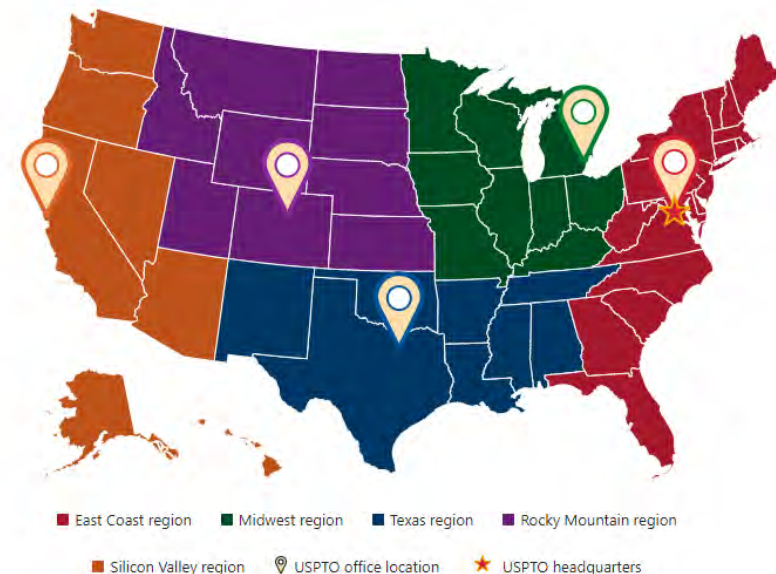 East Coast region Midwest region Texas region Rocky Mountain region
Silicon Valley region USPTO office location USPTO headquarters